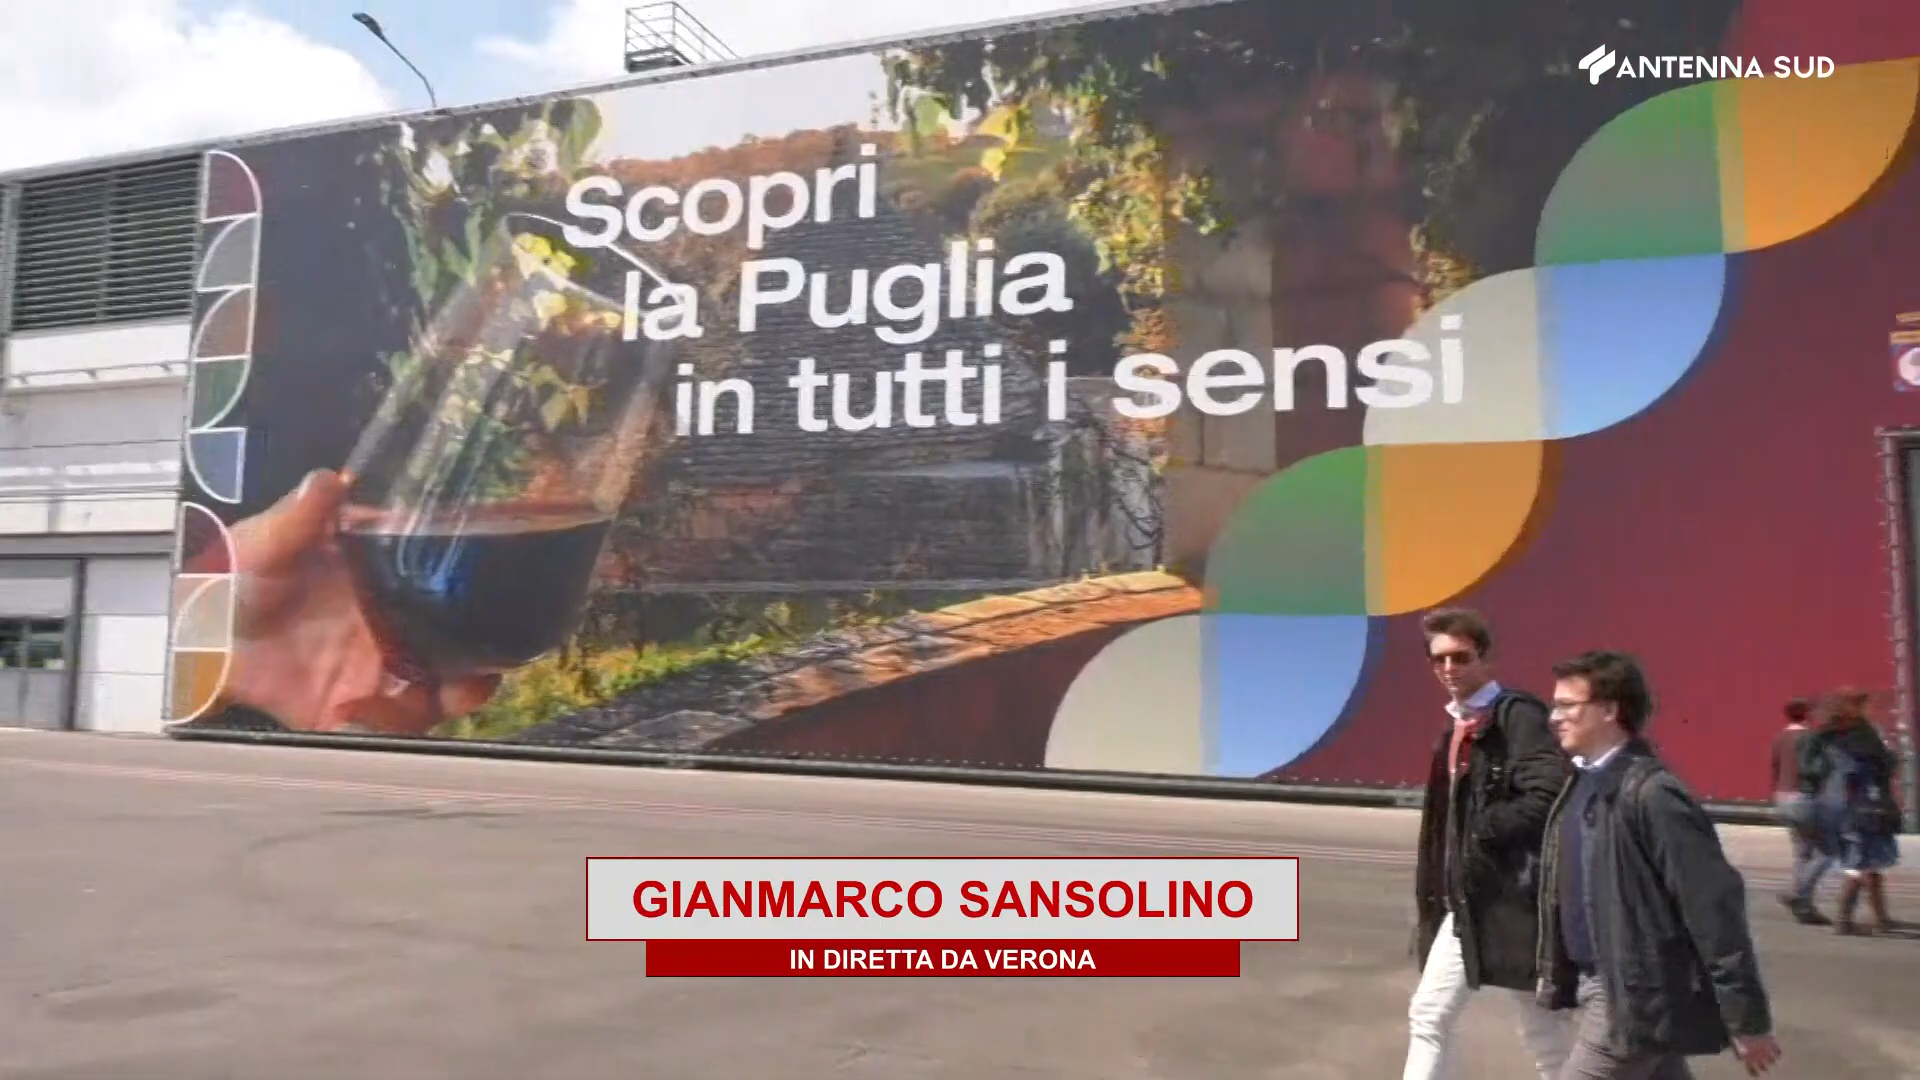 ANTENNA SUD
Scopri
la Puglia
in tutti i sensi
GIANMARCO SANSOLINO
IN DIRETTA DA VERONA